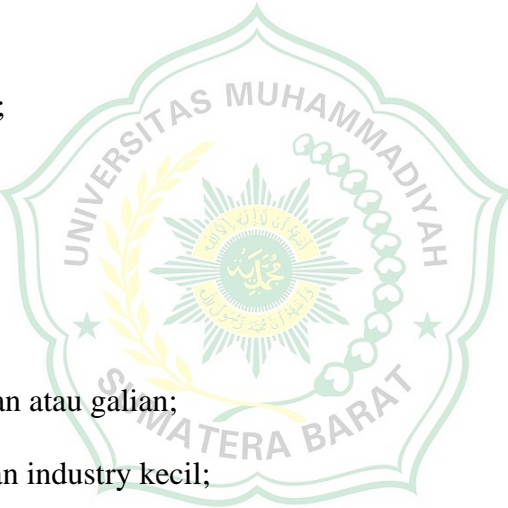 ;
UNIVERSITAS MUHAMMADIYAH
an atau galian;
SUMATERA BARAT
an industry kecil;